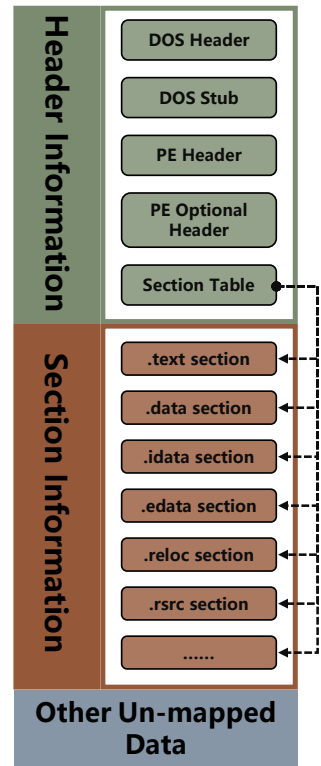 Header Information
DOS Header
DOS Stub
PE Header
PE Optional
Header
Section Table
Section Information
.text section
.data section
.idata section
.edata section
.reloc section
.rsrc section
......
Other Un-mapped
Data